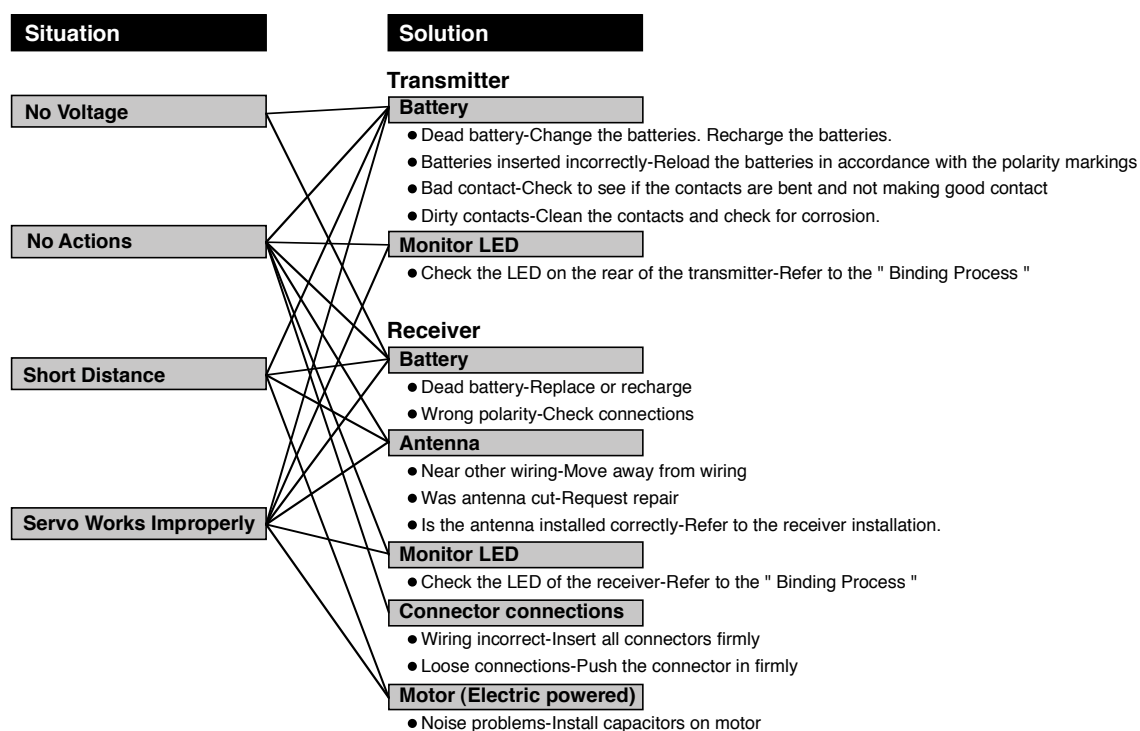 Situation
Solution
No Voltage
No Actions
Short Distance
Servo Works Improperly
Transmitter
Battery
● Dead battery-Change the batteries. Recharge the batteries.
● Batteries inserted incorrectly-Reload the batteries in accordance with the polarity markings
● Bad contact-Check to see if the contacts are bent and not making good contact
● Dirty contacts-Clean the contacts and check for corrosion.
Monitor LED
● Check the LED on the rear of the transmitter-Refer to the " Binding Process "
Receiver
Battery
● Dead battery-Replace or recharge
● Wrong polarity-Check connections
Antenna
● Near other wiring-Move away from wiring
● Was antenna cut-Request repair
● Is the antenna installed correctly-Refer to the receiver installation.
Monitor LED
● Check the LED of the receiver-Refer to the " Binding Process "
Connector connections
● Wiring incorrect-Insert all connectors firmly
● Loose connections-Push the connector in firmly
Motor (Electric powered)
● Noise problems-Install capacitors on motor